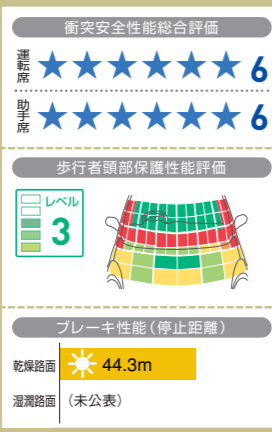 衝突安全性能総合評価
運転席 ★★★★★★ 6
助手席 ★★★★★★ 6
歩行者頭部保護性能評価
レベル
3
ブレーキ性能(停止距離)
乾燥路面 44.3m
湿潤路面 (未公表)